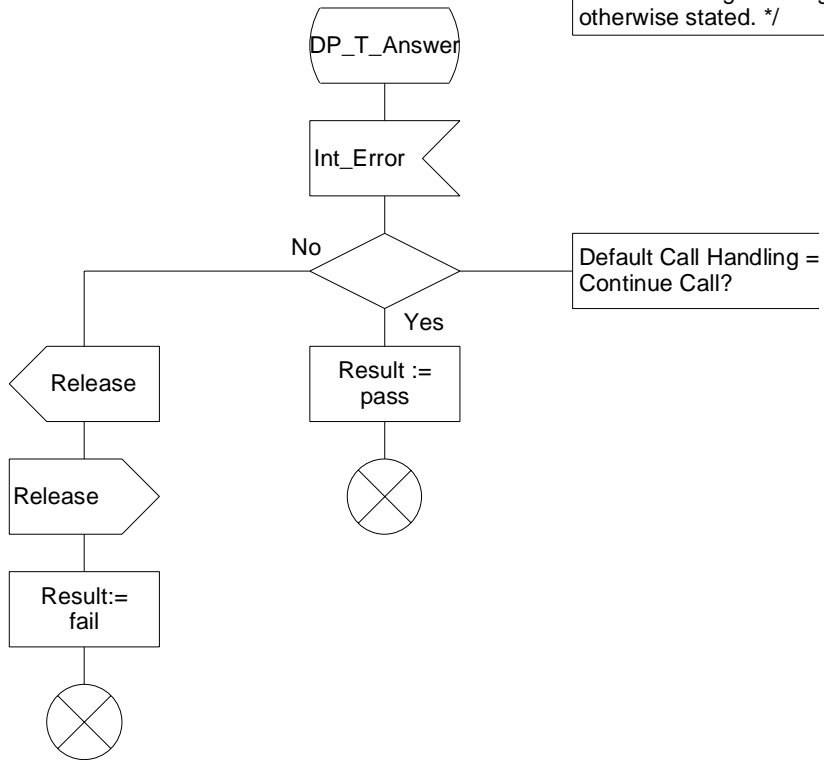 otherwise stated. */
DP_T_Answer
Int_Error
No
Default Call Handling =
Continue Call?
Yes
Release
Result :=
pass
Release
Result:=
fail